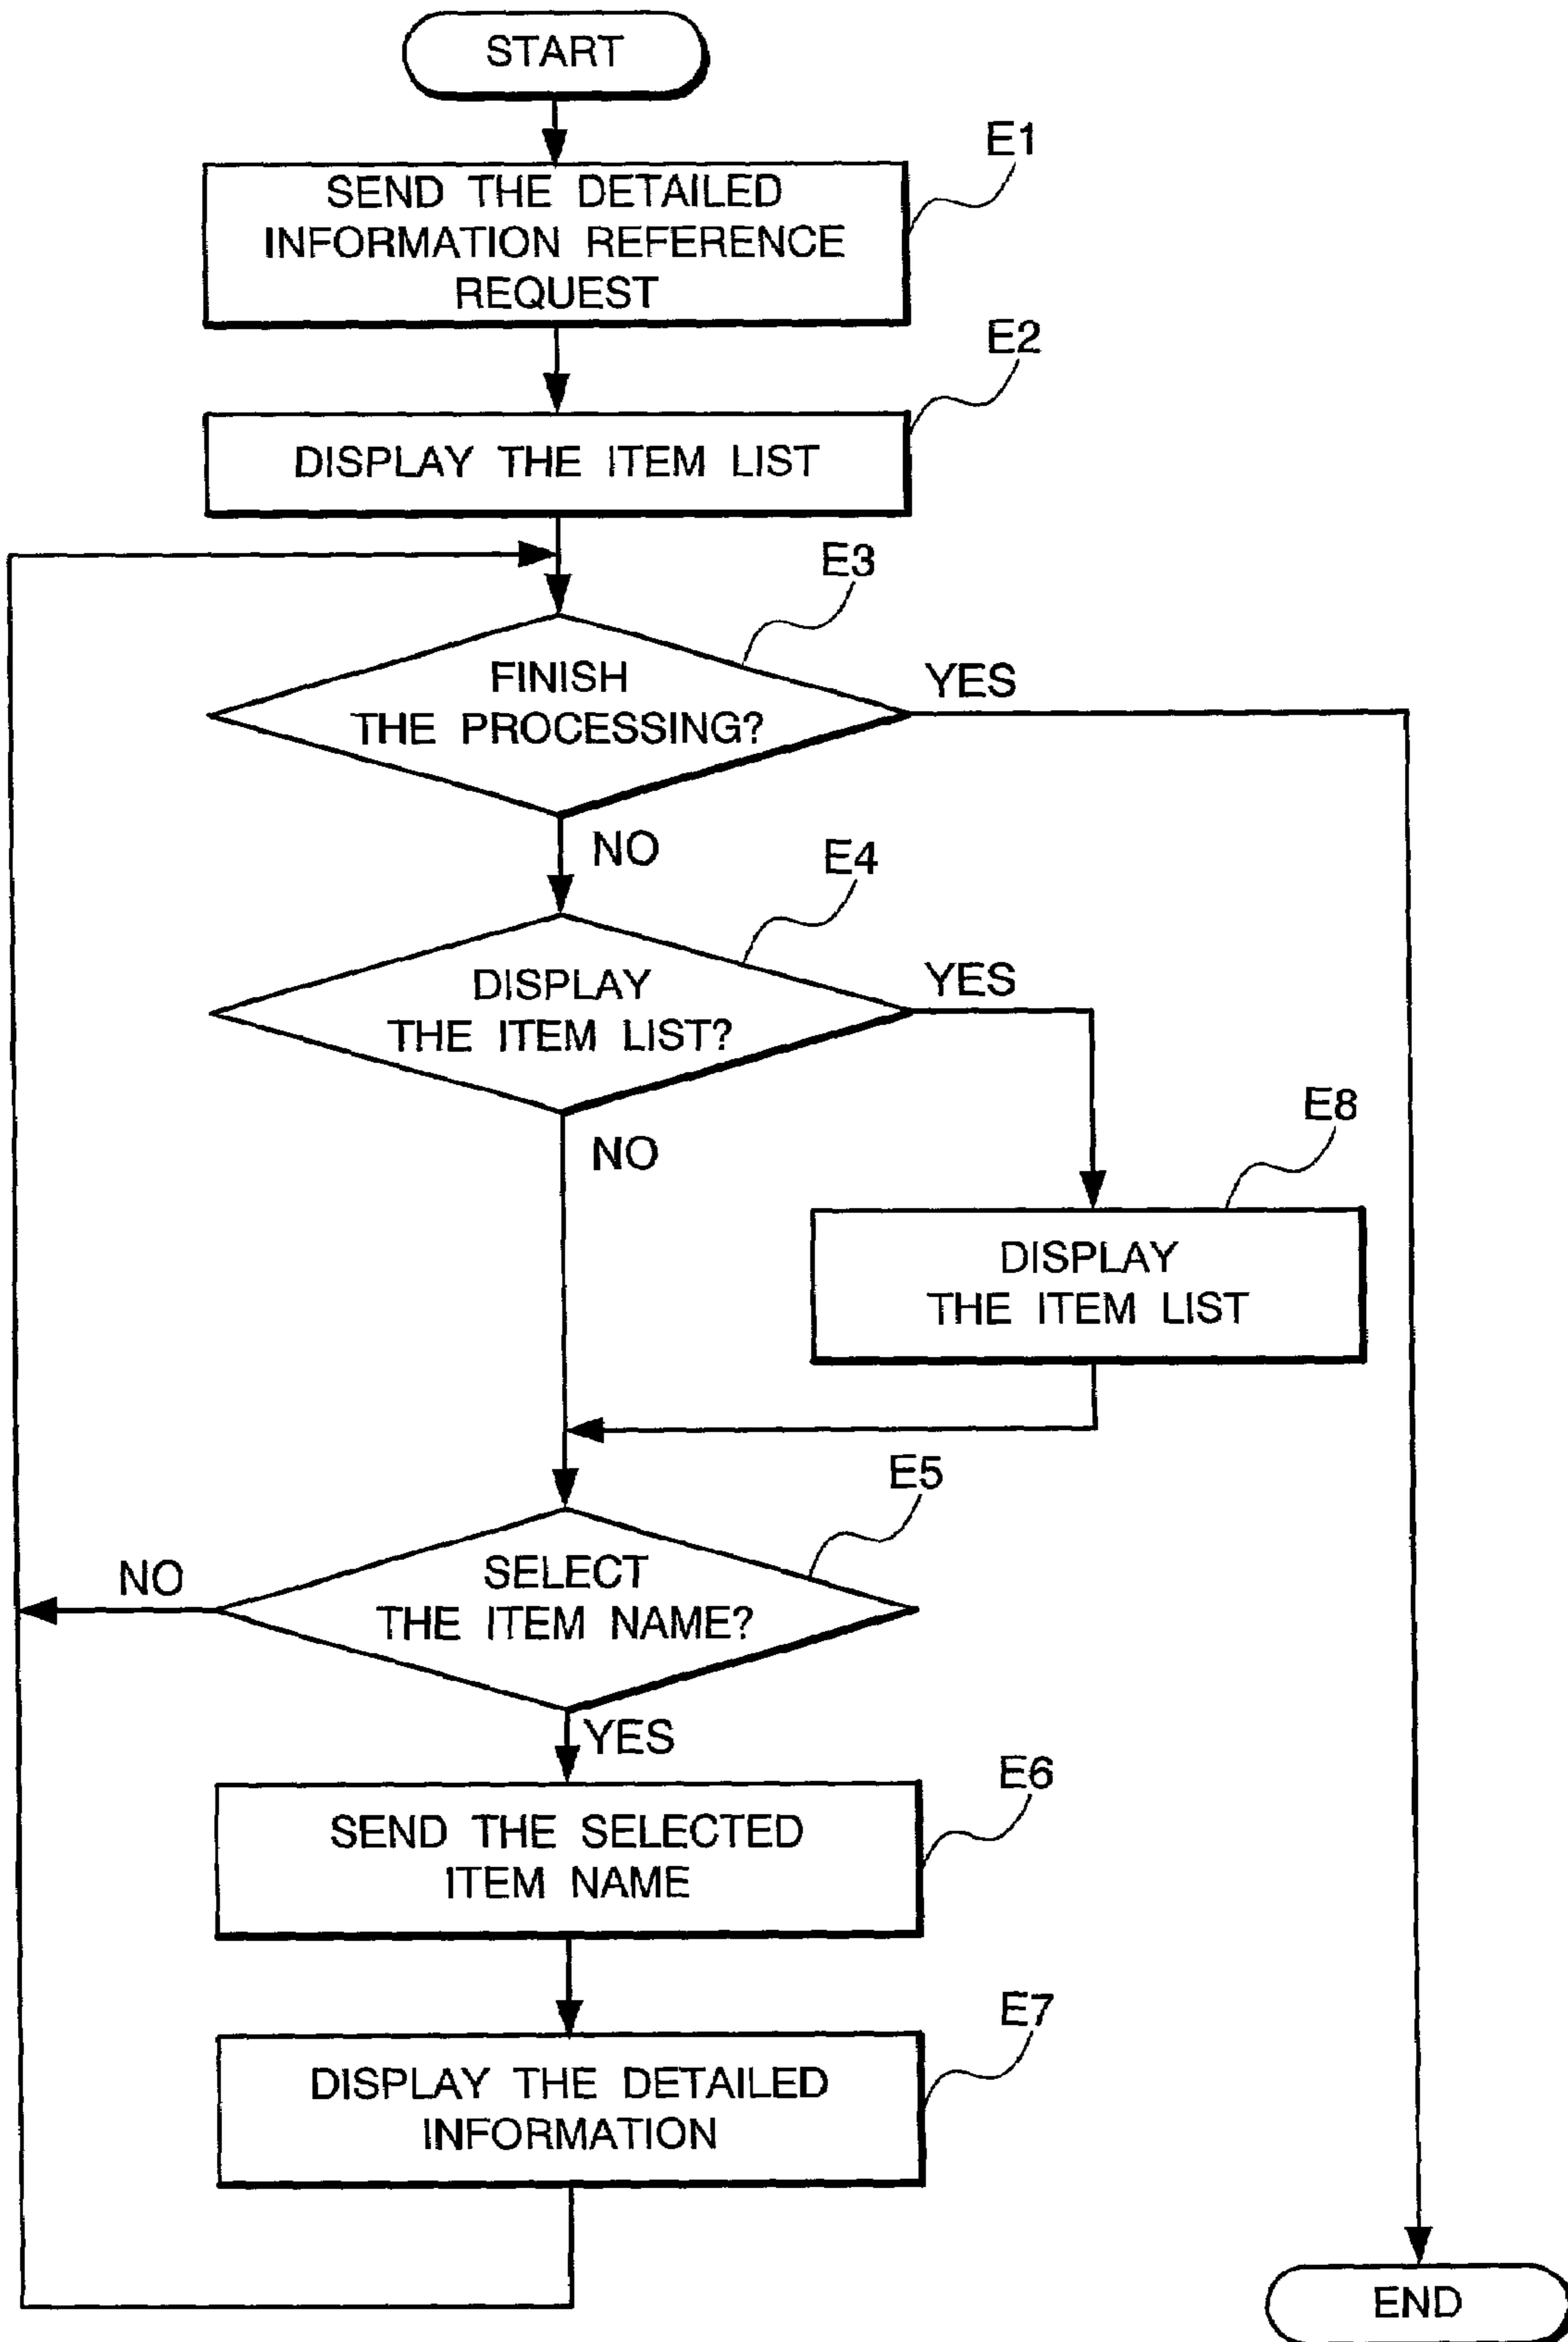 START
E1
SEND THE DETAILED
INFORMATION REFERENCE
REQUEST
E2
DISPLAY THE ITEM LIST
E3
FINISH
THE PROCESSING?
YES
NO
E4
DISPLAY
THE ITEM LIST?
YES
NO
E8
DISPLAY
THE ITEM LIST
E5
SELECT
THE ITEM NAME?
NO
YES
E6
SEND THE SELECTED
ITEM NAME
E7
DISPLAY THE DETAILED
INFORMATION
END